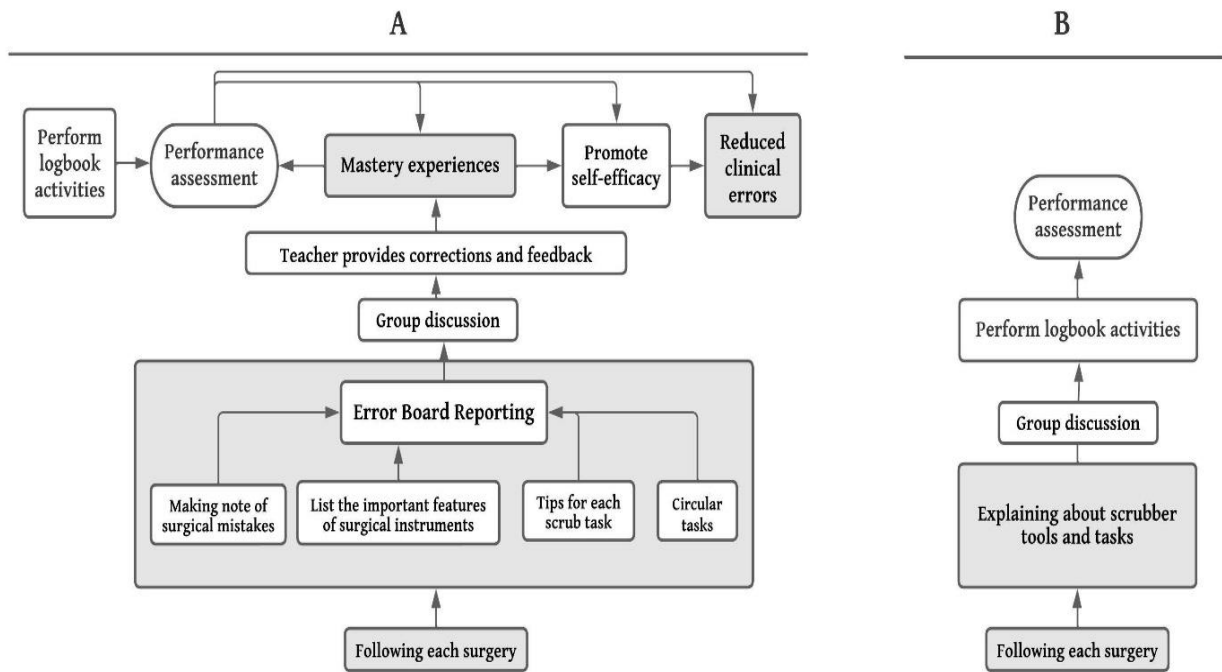 A
Perform
logbook
activities
Performance
assessment
Mastery experiences
Promote
self-efficacy
Reduced
clinical
errors
Teacher provides corrections and feedback
Group discussion
Error Board Reporting
Making note of
surgical mistakes
List the important features
of surgical instruments
Tips for each
scrub task
Circular
tasks
Following each surgery
B
Performance
assessment
Perform logbook activities
Group discussion
Explaining about scrubber
tools and tasks
Following each surgery